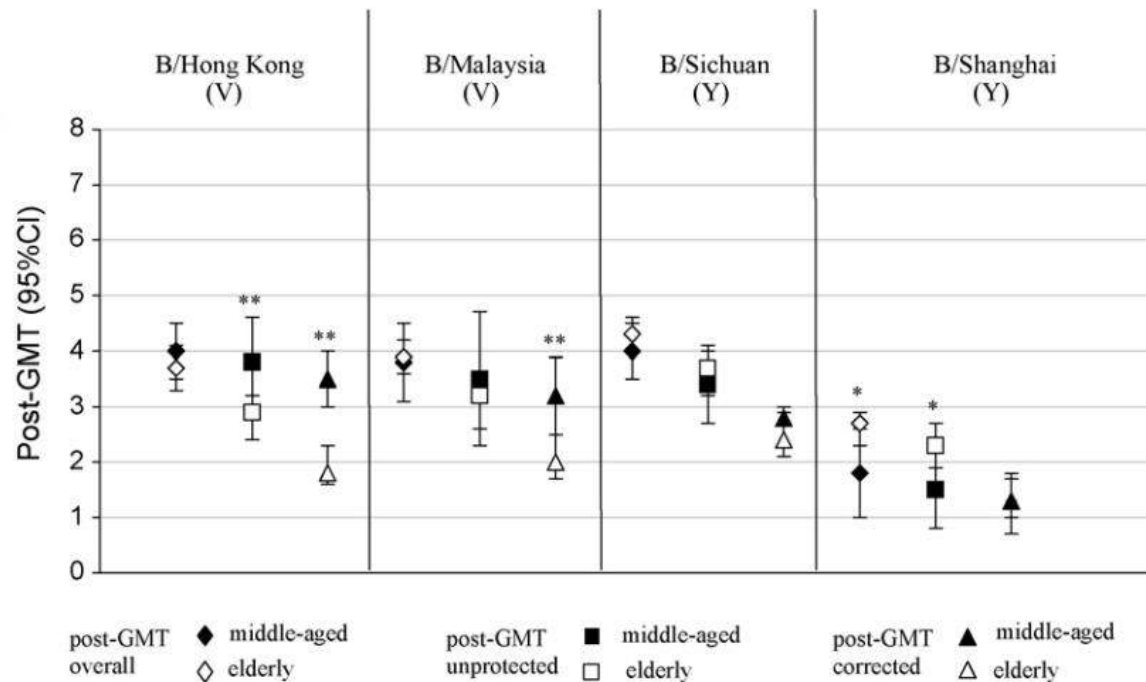 B/Hong Kong
(V)
B/Malaysia
(V)
B/Sichuan
(Y)
B/Shanghai
(Y)
Post-GMT (95%CI)
8
7
6
5
4
3
2
1
0
**
**
**
*
*
post-GMT
overall
middle-aged
elderly
post-GMT
unprotected
middle-aged
elderly
post-GMT
corrected
middle-aged
elderly